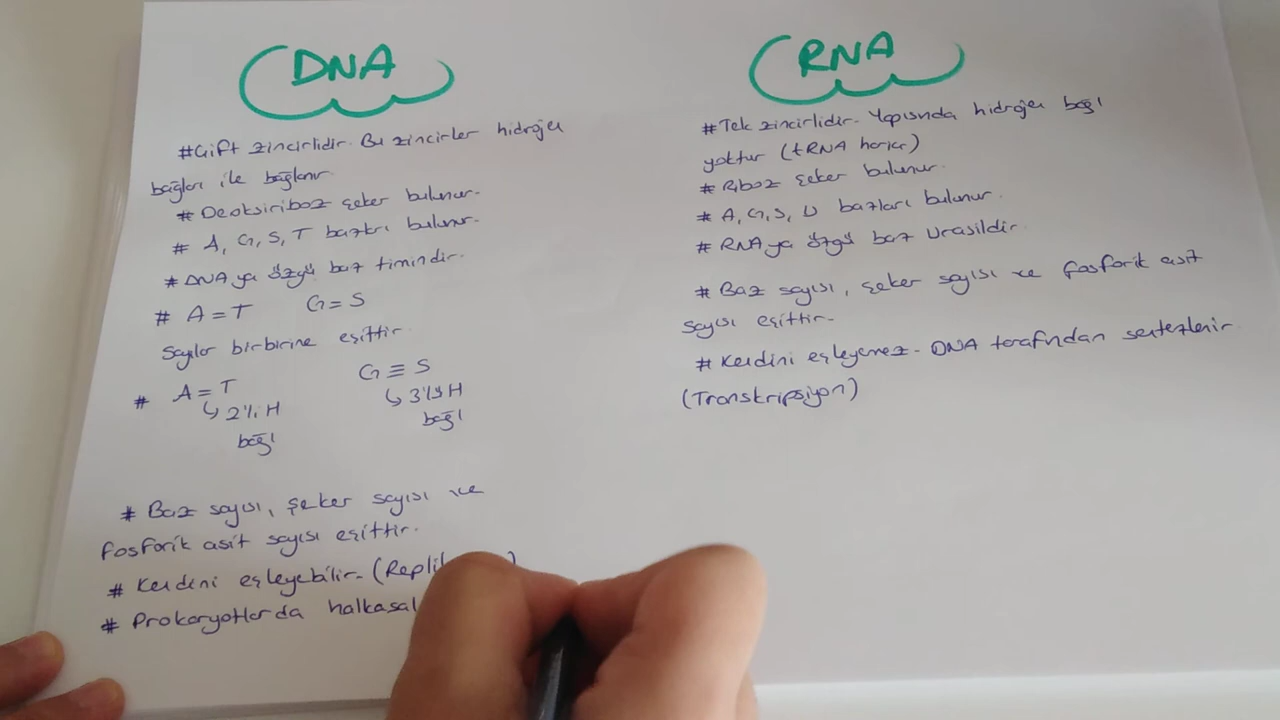 DNA
#Çift zincirlidir. Bu zincirler hidrojen
bağları ile bağlanır.
# Deoksiriboz şeker bulunur.
# A, G, S, T bazları bulunur.
# DNA ya özgü baz timindir.
# A = T G = S
sayıları birbirine eşittir
# A = T G ≡ S
↳ 2'li H ↳ 3'lü H
bağı bağı
# Baz sayısı, şeker sayısı ve
fosforik asit sayısı eşittir.
# Kendini eşleyebilir. (
# Prokaryotlarda halkasal
RNA
# Tek zincirlidir. Yapısında hidrojen bağı
yoktur (tRNA hariç)
# Riboz şeker bulunur.
# A, G, S, U bazları bulunur.
# RNA ya özgü baz Urasildir
# Baz sayısı, şeker sayısı ve fosforik asit
sayısı eşittir.
# Kendini eşleyemez. DNA tarafından sentezlenir
(Transkripsiyon)